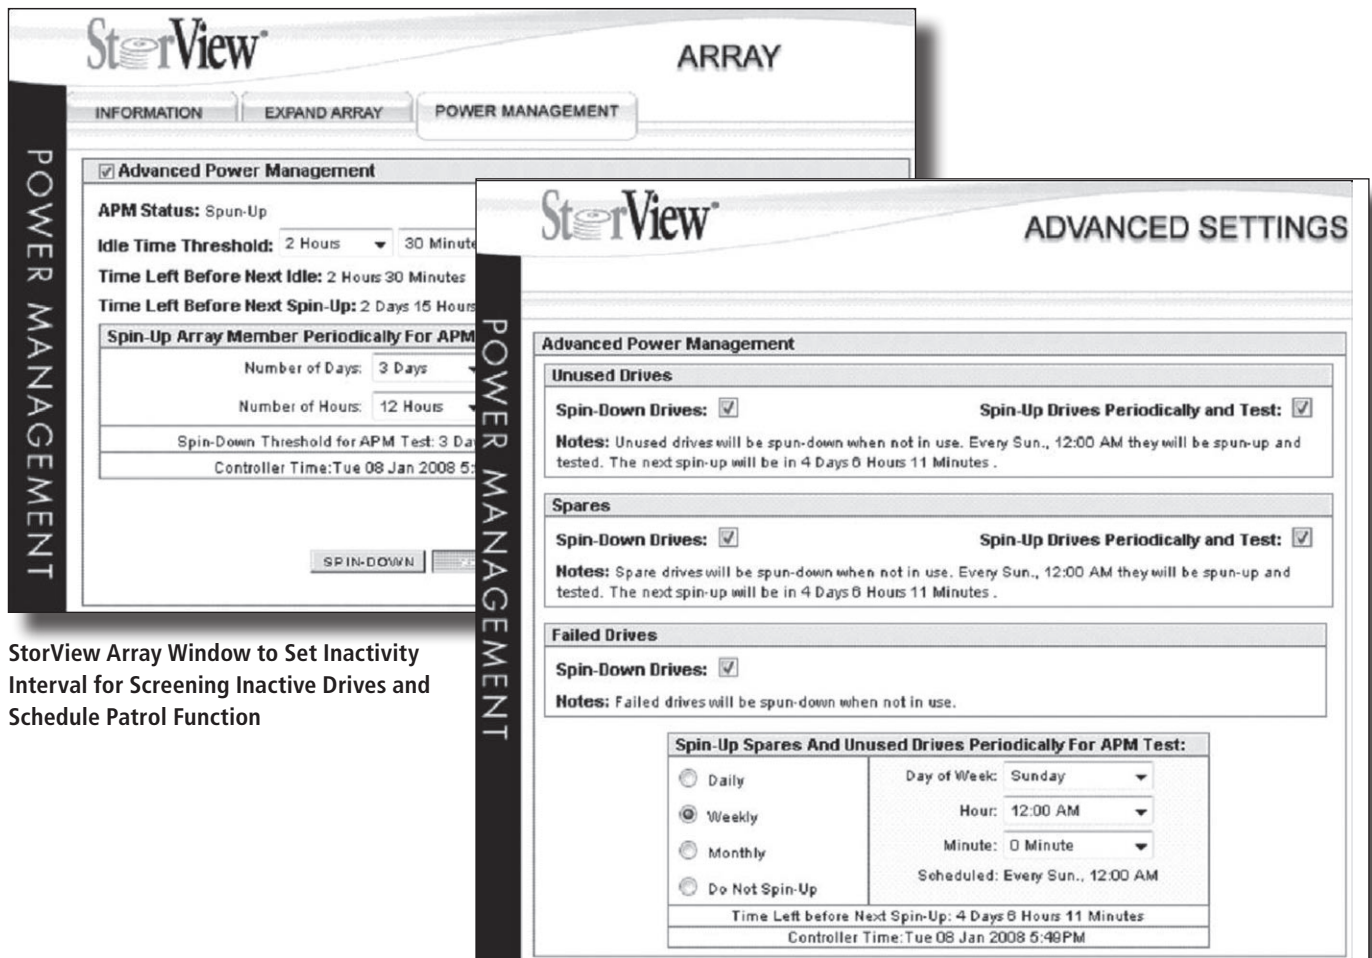 StorView
ARRAY
INFORMATION
EXPAND ARRAY
POWER MANAGEMENT
POWER MANAGEMENT
Advanced Power Management
APM Status: Spun-Up
Idle Time Threshold: 2 Hours 30 Minute
Time Left Before Next Idle: 2 Hours 30 Minutes
Time Left Before Next Spin-Up: 2 Days 15 Hours
Spin-Up Array Member Periodically For APM
Number of Days: 3 Days
Number of Hours: 12 Hours
Spin-Down Threshold for APM Test: 3 Da
Controller Time:Tue 08 Jan 2008 5:
SPIN-DOWN
StorView Array Window to Set Inactivity
Interval for Screening Inactive Drives and
Schedule Patrol Function
StorView
ADVANCED SETTINGS
POWER MANAGEMENT
Advanced Power Management
Unused Drives
Spin-Down Drives:
Spin-Up Drives Periodically and Test:
Notes: Unused drives will be spun-down when not in use. Every Sun., 12:00 AM they will be spun-up and
tested. The next spin-up will be in 4 Days 6 Hours 11 Minutes .
Spares
Spin-Down Drives:
Spin-Up Drives Periodically and Test:
Notes: Spare drives will be spun-down when not in use. Every Sun., 12:00 AM they will be spun-up and
tested. The next spin-up will be in 4 Days 6 Hours 11 Minutes .
Failed Drives
Spin-Down Drives:
Notes: Failed drives will be spun-down when not in use.
Spin-Up Spares And Unused Drives Periodically For APM Test:
Daily
Weekly
Monthly
Do Not Spin-Up
Day of Week: Sunday
Hour: 12:00 AM
Minute: 0 Minute
Scheduled: Every Sun., 12:00 AM
Time Left before Next Spin-Up: 4 Days 6 Hours 11 Minutes
Controller Time:Tue 08 Jan 2008 5:49PM